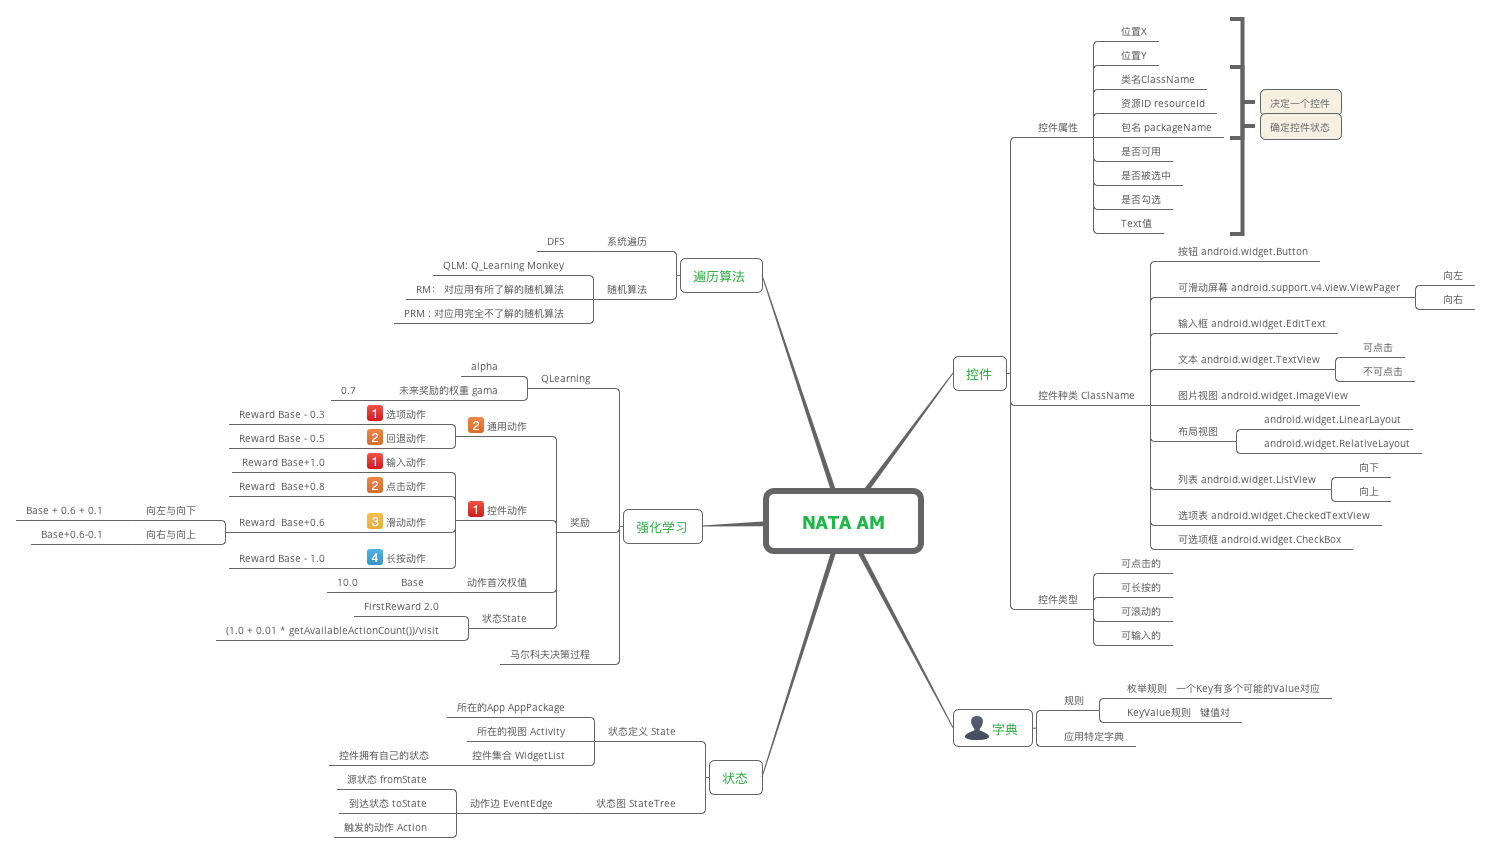 NATA AM
控件
控件属性
位置X
位置Y
类名ClassName
资源ID resourceId
包名 packageName
是否可用
是否被选中
是否勾选
Text值
决定一个控件
确定控件状态
控件种类 ClassName
按钮 android.widget.Button
可滑动屏幕 android.support.v4.view.ViewPager
向左
向右
输入框 android.widget.EditText
文本 android.widget.TextView
可点击
不可点击
图片视图 android.widget.ImageView
布局视图
android.widget.LinearLayout
android.widget.RelativeLayout
列表 android.widget.ListView
向下
向上
选项表 android.widget.CheckedTextView
可选项框 android.widget.CheckBox
控件类型
可点击的
可长按的
可滚动的
可输入的
字典
规则
枚举规则 一个Key有多个可能的Value对应
KeyValue规则 键值对
应用特定字典
遍历算法
系统遍历
DFS
随机算法
QLM: Q_Learning Monkey
RM： 对应用有所了解的随机算法
PRM : 对应用完全不了解的随机算法
强化学习
QLearning
alpha
未来奖励的权重 gama
0.7
奖励
2 通用动作
1 选项动作
Reward Base - 0.3
2 回退动作
Reward Base - 0.5
1 控件动作
1 输入动作
Reward Base+1.0
2 点击动作
Reward Base+0.8
3 滑动动作
Reward Base+0.6
向左与向下
Base + 0.6 + 0.1
向右与向上
Base+0.6-0.1
4 长按动作
Reward Base - 1.0
动作首次权值
Base
10.0
状态State
FirstReward 2.0
(1.0 + 0.01 * getAvailableActionCount())/visit
马尔科夫决策过程
状态
状态定义 State
所在的App AppPackage
所在的视图 Activity
控件集合 WidgetList
控件拥有自己的状态
状态图 StateTree
动作边 EventEdge
源状态 fromState
到达状态 toState
触发的动作 Action